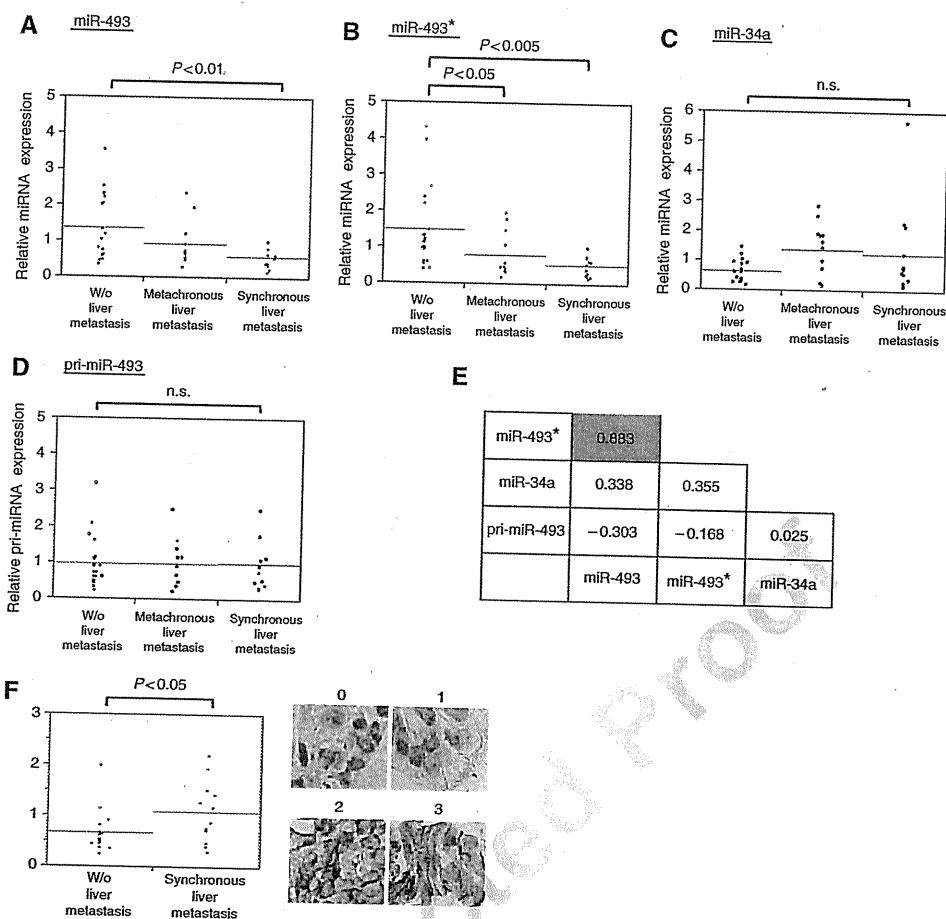 A
miR-493
P<0.01
Relative miRNA expression
5
4
3
2
1
0
W/o
liver
metastasis
Metachronous
liver
metastasis
Synchronous
liver
metastasis
B
miR-493*
P<0.005
P<0.05
Relative miRNA expression
5
4
3
2
1
0
W/o
liver
metastasis
Metachronous
liver
metastasis
Synchronous
liver
metastasis
C
miR-34a
n.s.
Relative miRNA expression
6
5
4
3
2
1
0
W/o
liver
metastasis
Metachronous
liver
metastasis
Synchronous
liver
metastasis
D
pri-miR-493
n.s.
Relative pri-miRNA expression
5
4
3
2
1
0
W/o
liver
metastasis
Metachronous
liver
metastasis
Synchronous
liver
metastasis
E
miR-493* 0.883
miR-34a 0.338 0.355
pri-miR-493 −0.303 −0.168 0.025
miR-493 miR-493* miR-34a
F
P<0.05
3
2
1
0
W/o
liver
metastasis
Synchronous
liver
metastasis
0 1
2 3
Proof